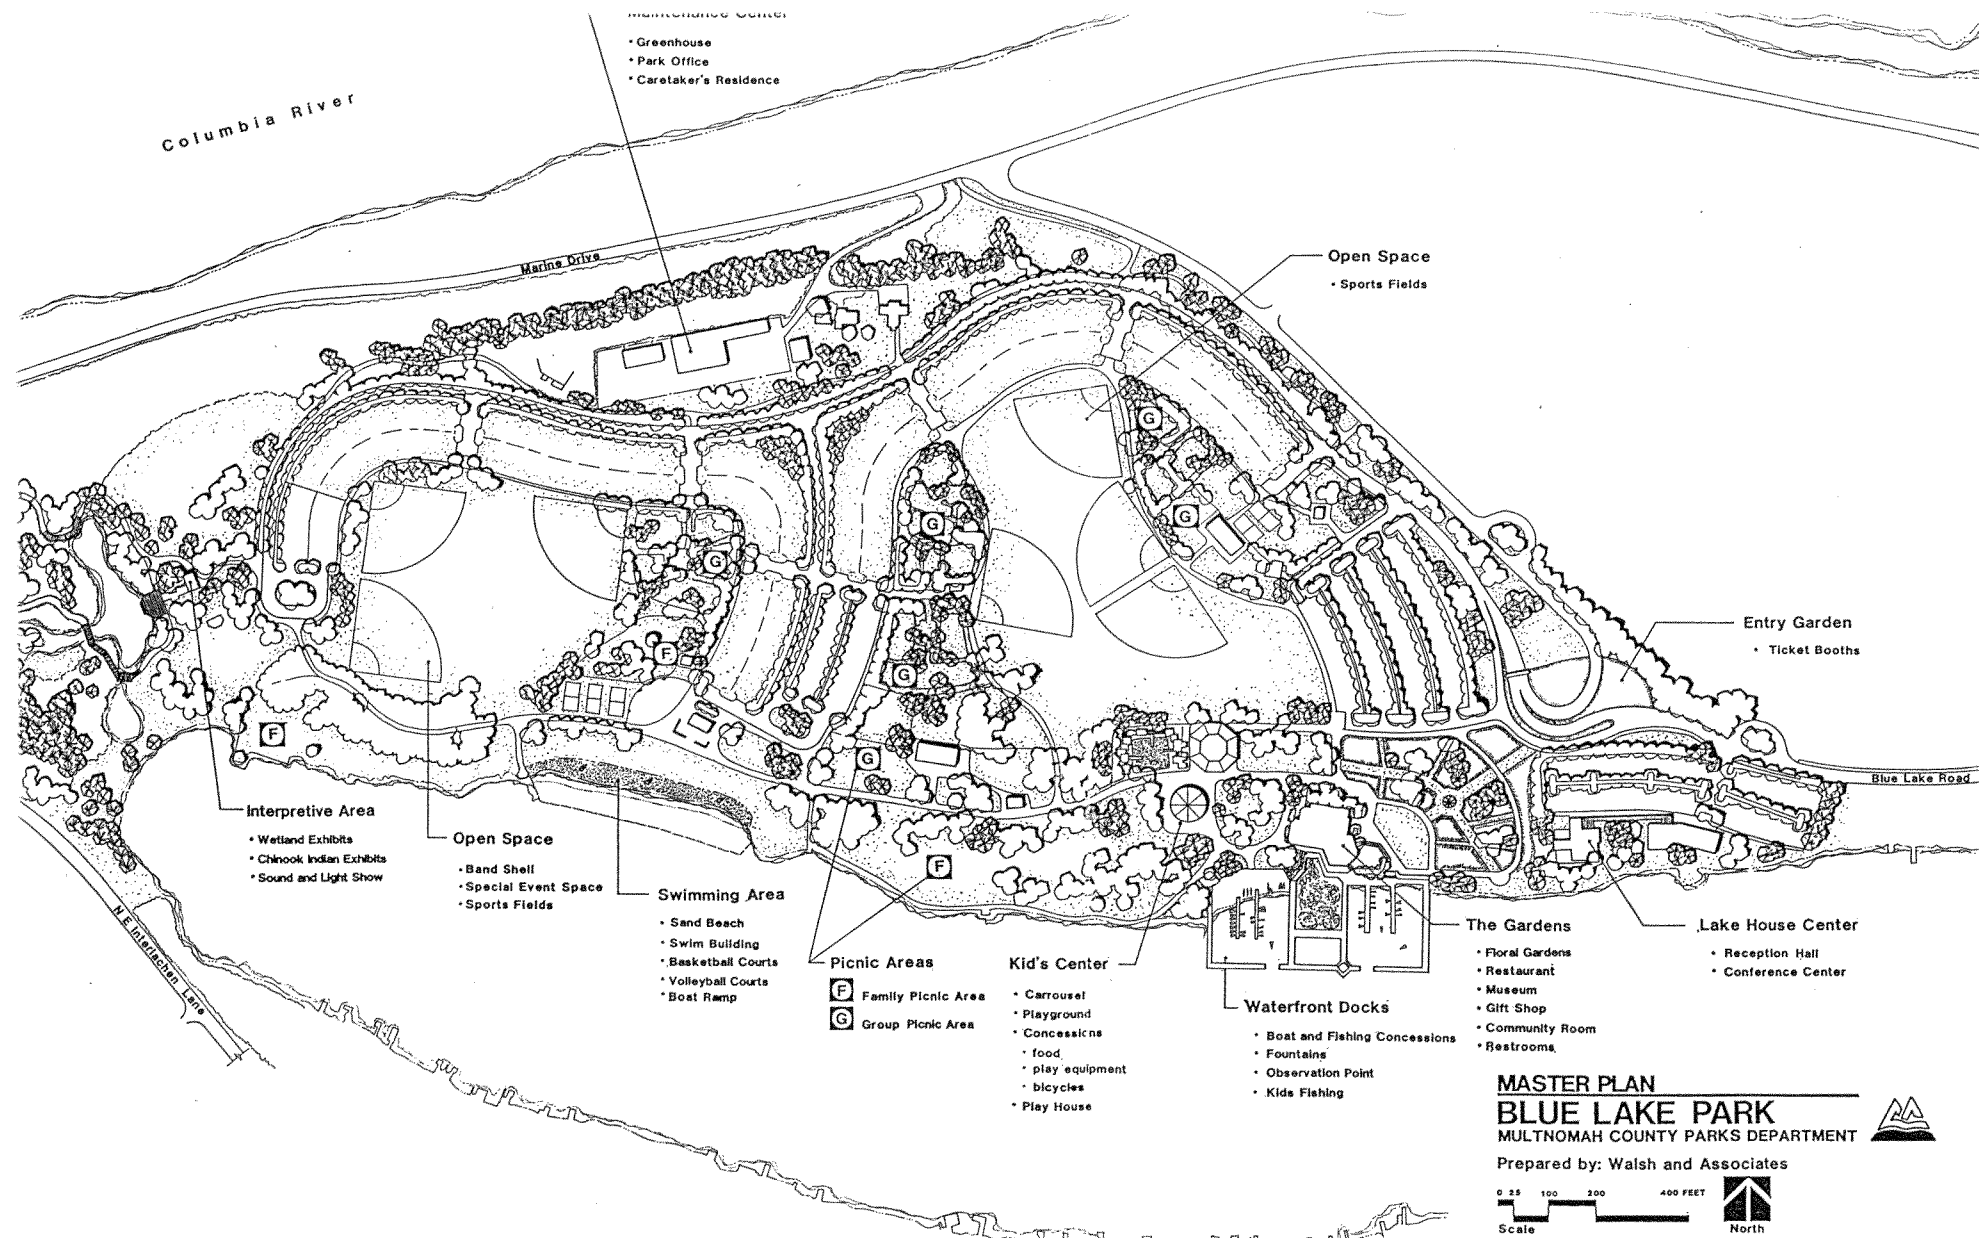 Maintenance Center
• Greenhouse
• Park Office
• Caretaker's Residence
Columbia River
Marine Drive
Open Space
• Sports Fields
G
G
G
G
F
G
F
G
F
Entry Garden
• Ticket Booths
Blue Lake Road
Interpretive Area
• Wetland Exhibits
• Chinook Indian Exhibits
• Sound and Light Show
Open Space
• Band Shell
• Special Event Space
• Sports Fields
Swimming Area
• Sand Beach
• Swim Building
• Basketball Courts
• Volleyball Courts
• Boat Ramp
Picnic Areas
F Family Picnic Area
G Group Picnic Area
Kid's Center
• Carrousel
• Playground
• Concessions
• food
• play equipment
• bicycles
• Play House
Waterfront Docks
• Boat and Fishing Concessions
• Fountains
• Observation Point
• Kids Fishing
The Gardens
• Floral Gardens
• Restaurant
• Museum
• Gift Shop
• Community Room
• Restrooms
Lake House Center
• Reception Hall
• Conference Center
N E Interlachen Lane
MASTER PLAN
BLUE LAKE PARK
MULTNOMAH COUNTY PARKS DEPARTMENT
Prepared by: Walsh and Associates
0 25 100 200 400 FEET
Scale
North